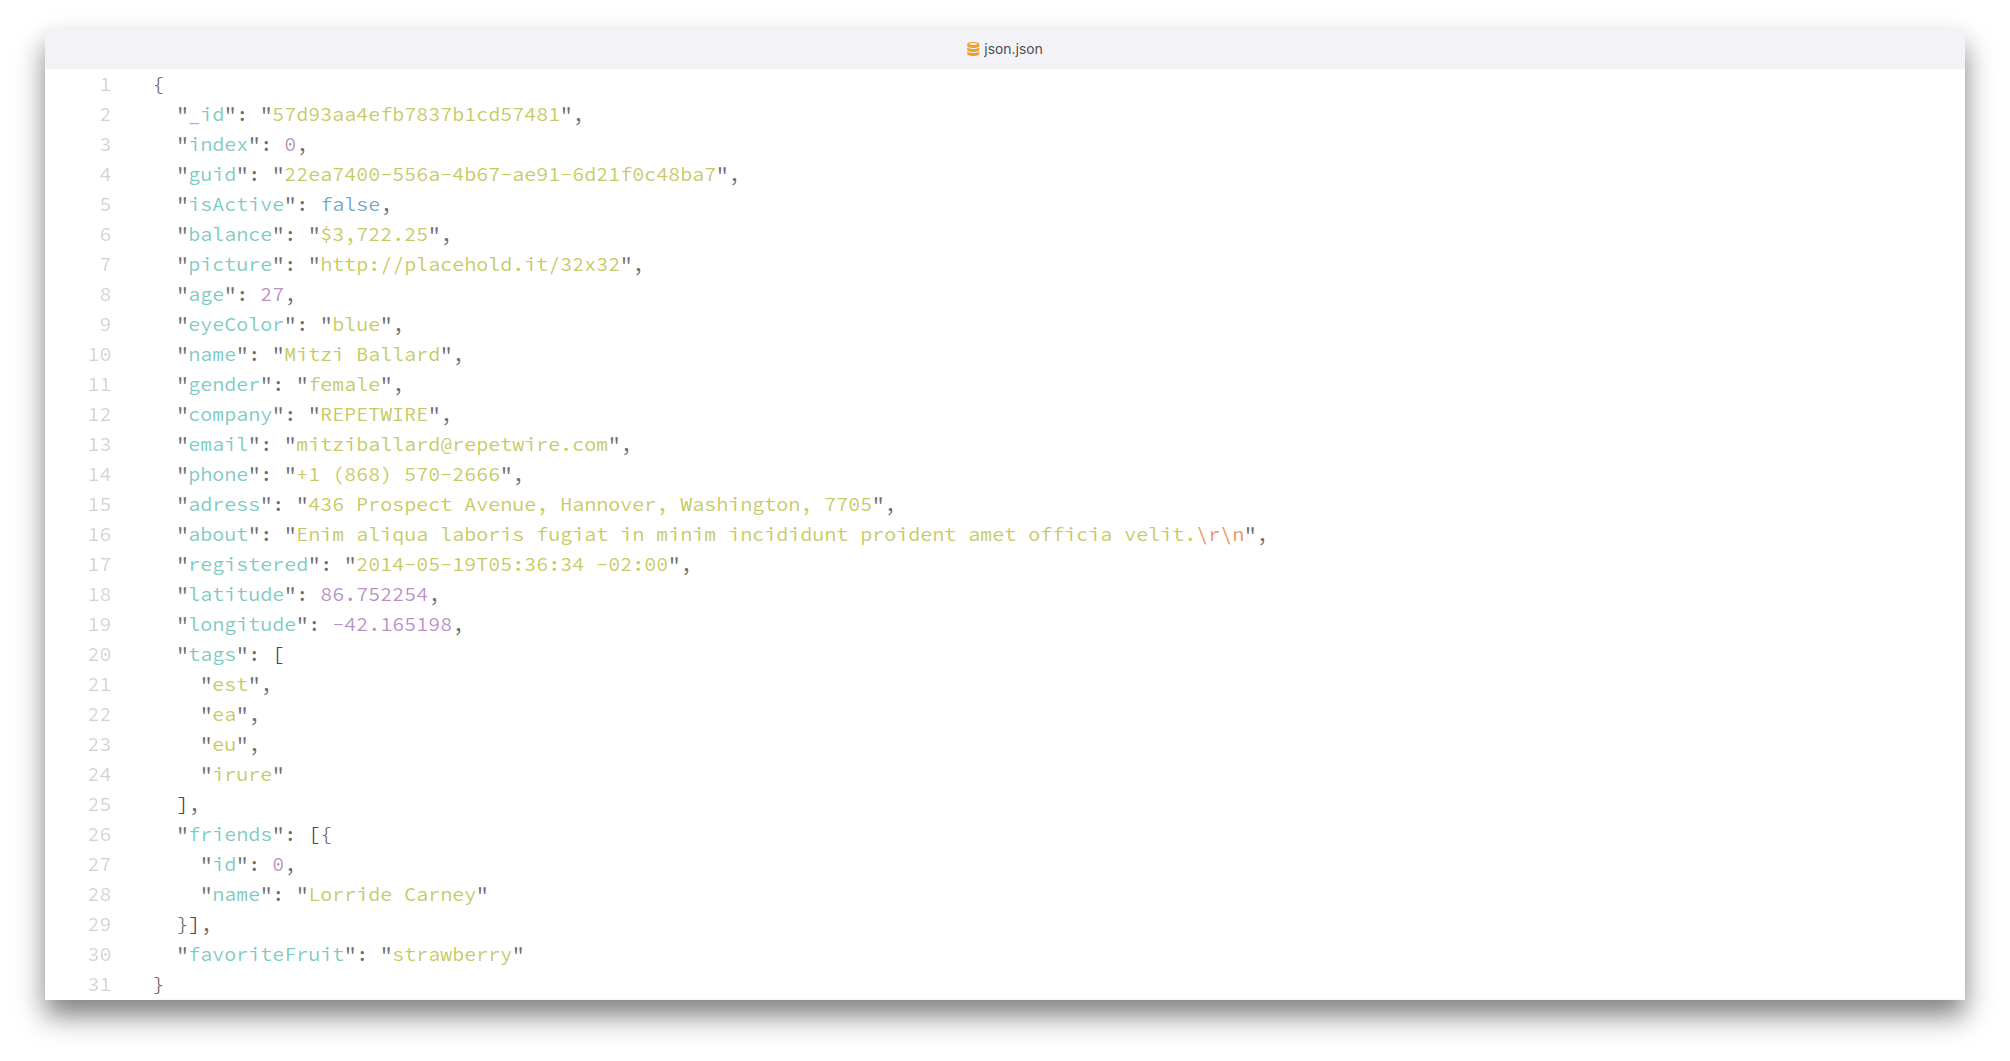 json.json
1 {
2   "_id": "57d93aa4efb7837b1cd57481",
3   "index": 0,
4   "guid": "22ea7400-556a-4b67-ae91-6d21f0c48ba7",
5   "isActive": false,
6   "balance": "$3,722.25",
7   "picture": "http://placehold.it/32x32",
8   "age": 27,
9   "eyeColor": "blue",
10   "name": "Mitzi Ballard",
11   "gender": "female",
12   "company": "REPETWIRE",
13   "email": "mitziballard@repetwire.com",
14   "phone": "+1 (868) 570-2666",
15   "adress": "436 Prospect Avenue, Hannover, Washington, 7705",
16   "about": "Enim aliqua laboris fugiat in minim incididunt proident amet officia velit.\r\n",
17   "registered": "2014-05-19T05:36:34 -02:00",
18   "latitude": 86.752254,
19   "longitude": -42.165198,
20   "tags": [
21     "est",
22     "ea",
23     "eu",
24     "irure"
25   ],
26   "friends": [{
27     "id": 0,
28     "name": "Lorride Carney"
29   }],
30   "favoriteFruit": "strawberry"
31 }